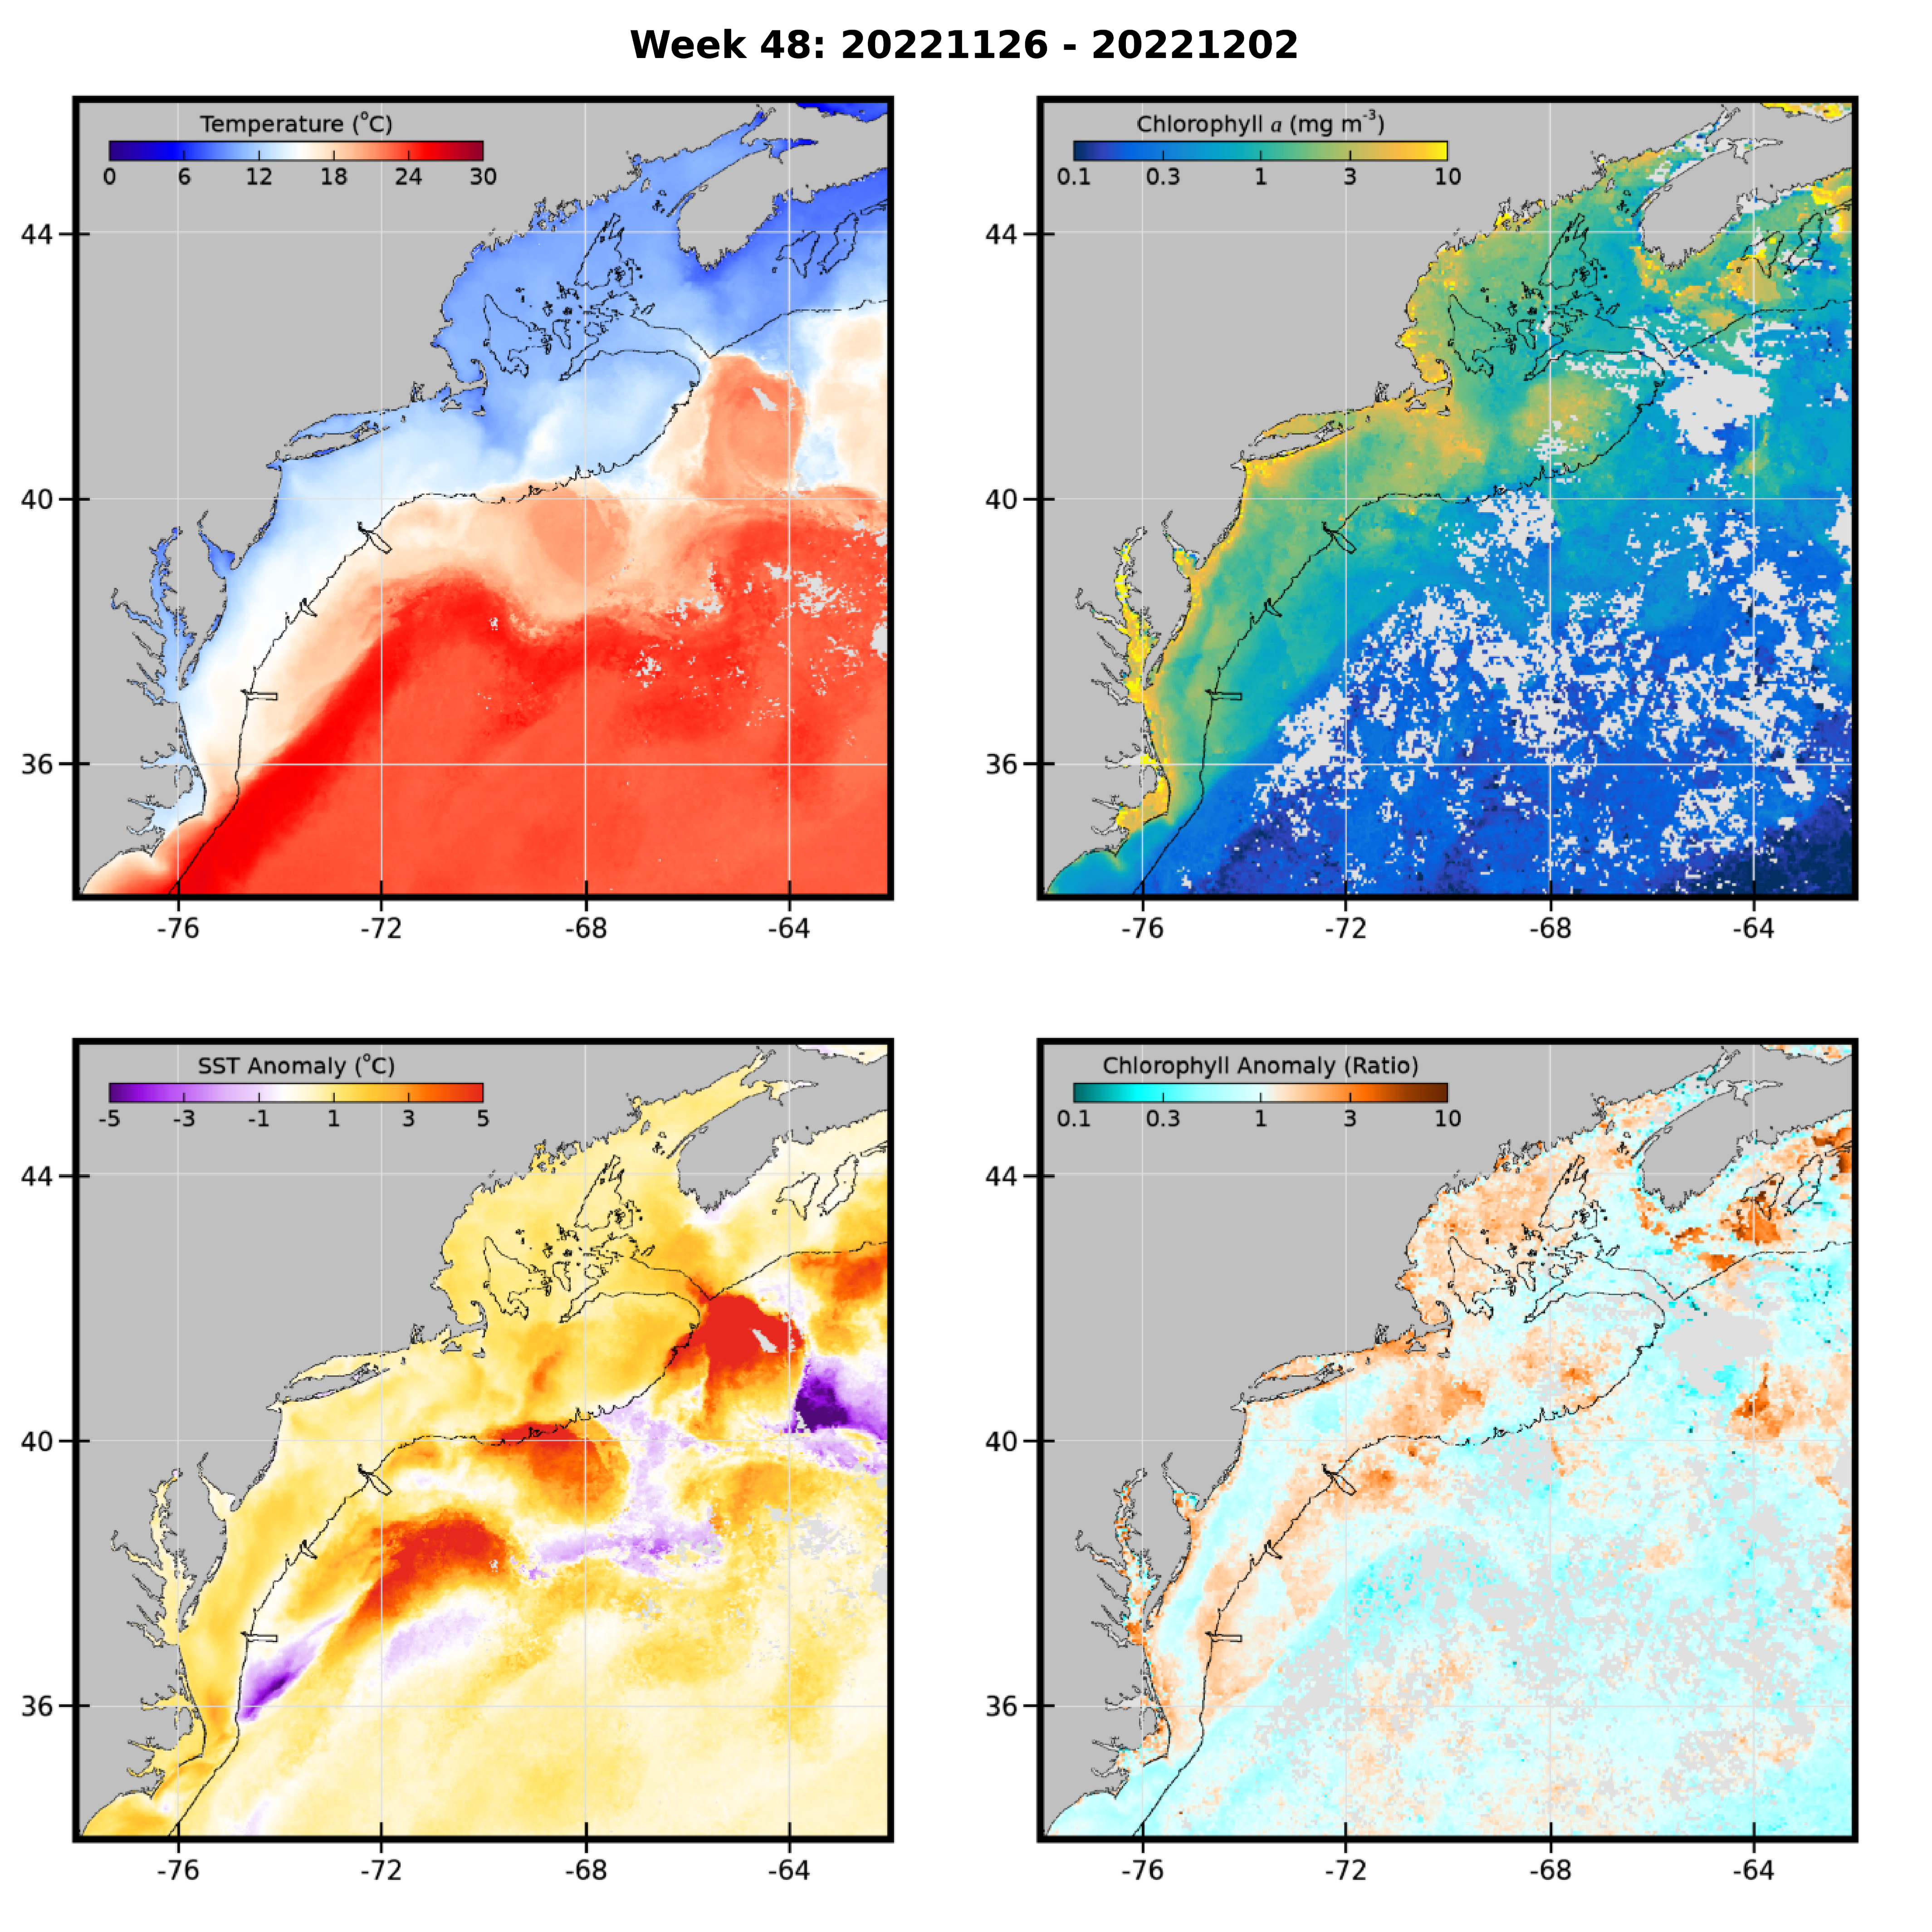 Week 48: 20221126 - 20221202
Temperature (°C)
0 6 12 18 24 30
44
40
36
-76 -72 -68 -64
Chlorophyll a (mg m-3)
0.1 0.3 1 3 10
44
40
36
-76 -72 -68 -64
SST Anomaly (°C)
-5 -3 -1 1 3 5
44
40
36
-76 -72 -68 -64
Chlorophyll Anomaly (Ratio)
0.1 0.3 1 3 10
44
40
36
-76 -72 -68 -64